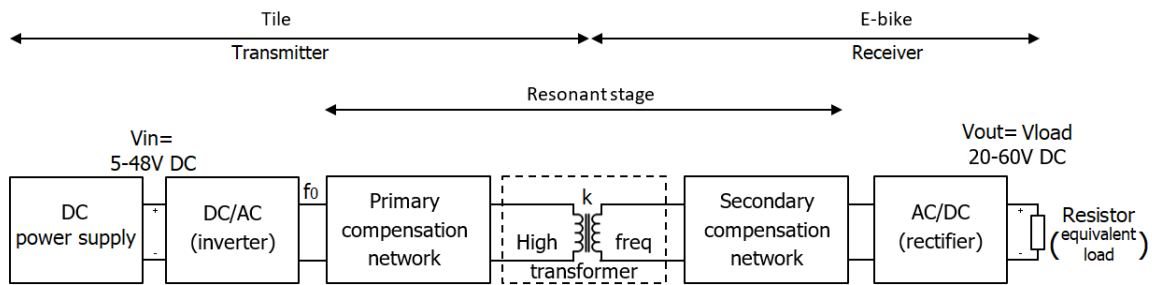 Tile
E-bike
Transmitter
Receiver
Resonant stage
Vin=
5-48V DC
Vout= Vload
20-60V DC
DC
power supply
+
-
DC/AC
(inverter)
f0
Primary
compensation
network
k
High freq
transformer
Secondary
compensation
network
AC/DC
(rectifier)
+
-
Resistor
(equivalent
load)